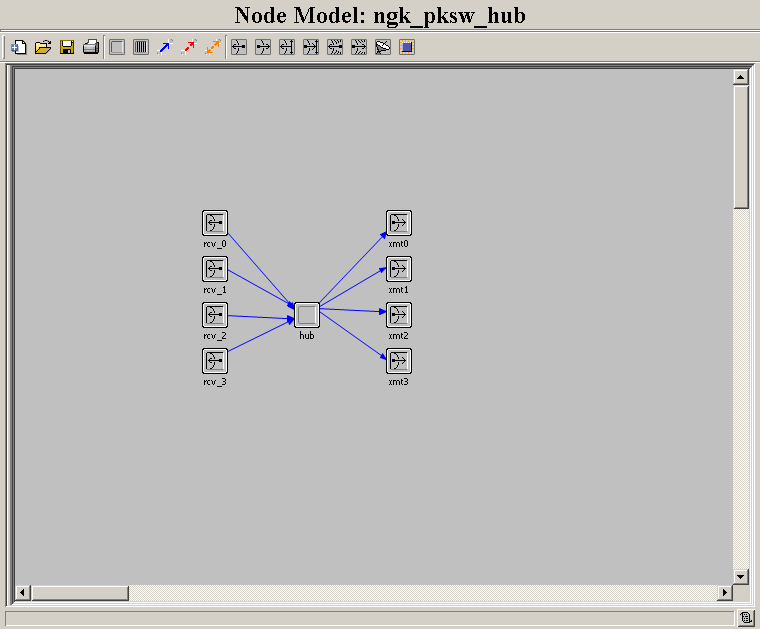 Node Model: ngk_pksw_hub
rcv_0
xmt0
rcv_1
xmt1
rcv_2
hub
xmt2
rcv_3
xmt3